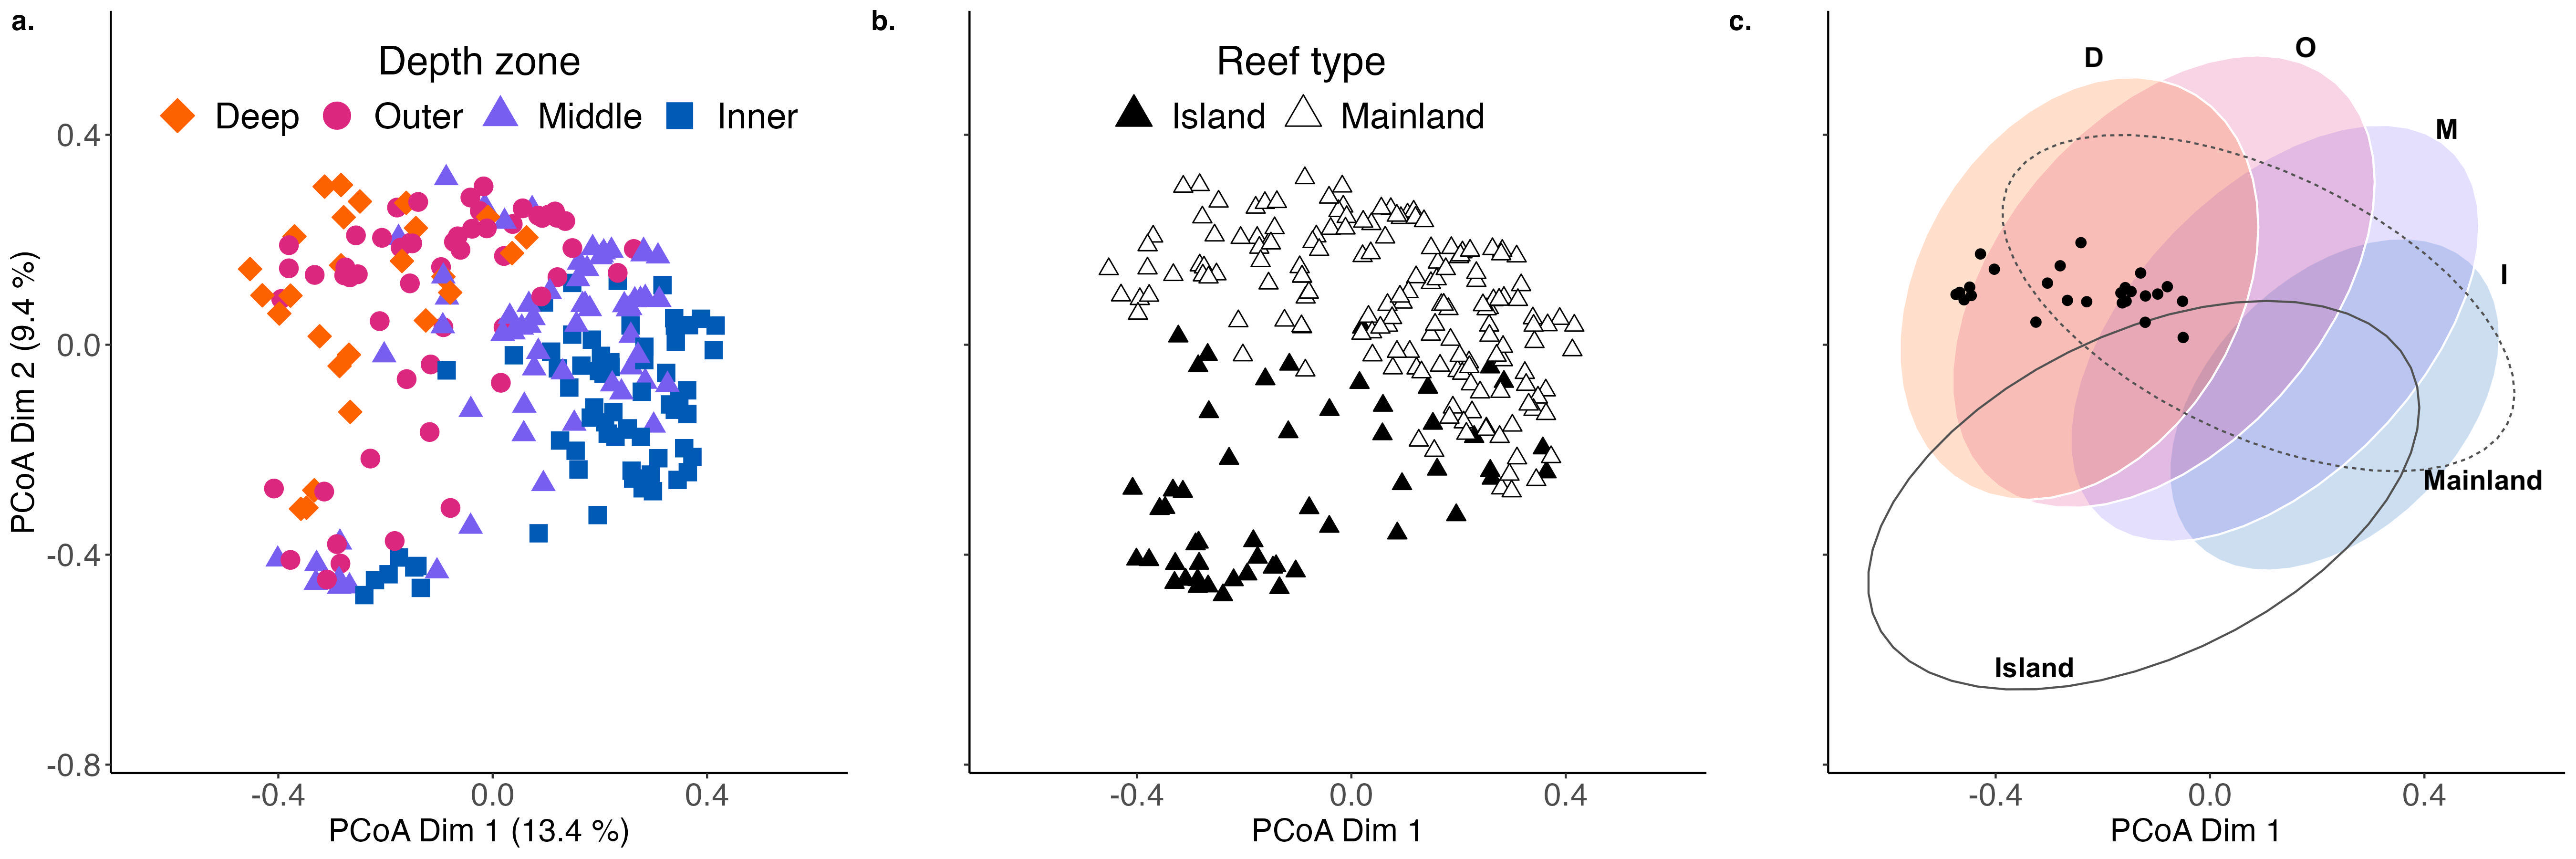 a.
Depth zone
Deep Outer Middle Inner
0.4
0.0
-0.4
-0.8
PCoA Dim 2 (9.4 %)
-0.4 0.0 0.4
PCoA Dim 1 (13.4 %)
b.
Reef type
Island Mainland
-0.4 0.0 0.4
PCoA Dim 1
c.
D
O
M
I
Mainland
Island
-0.4 0.0 0.4
PCoA Dim 1